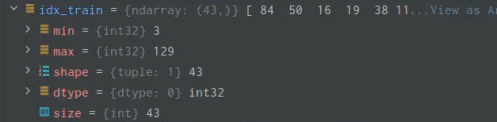 idx_train = {ndarray: (43,)} [ 84 50 16 19 38 11...View as Ar
min = {int32} 3
max = {int32} 129
shape = {tuple: 1} 43
dtype = {dtype: 0} int32
size = {int} 43